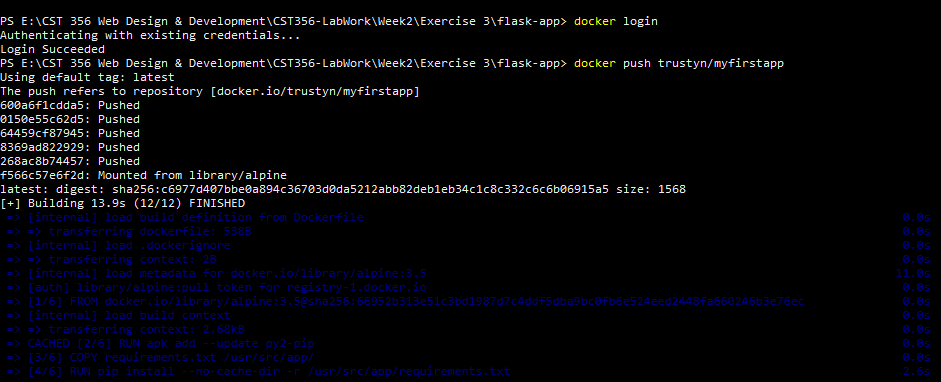 PS E:\CST 356 Web Design & Development\CST356-LabWork\Week2\Exercise 3\flask-app> docker login
Authenticating with existing credentials...
Login Succeeded
PS E:\CST 356 Web Design & Development\CST356-LabWork\Week2\Exercise 3\flask-app> docker push trustyn/myfirstapp
Using default tag: latest
The push refers to repository [docker.io/trustyn/myfirstapp]
600a6f1cdda5: Pushed
0150e55c62d5: Pushed
64459cf87945: Pushed
8369ad822929: Pushed
268ac8b74457: Pushed
f566c57e6f2d: Mounted from library/alpine
latest: digest: sha256:c6977d407bbe0a894c36703d0da5212abb82deb1eb34c1c8c332c6c6b06915a5 size: 1568
[+] Building 13.9s (12/12) FINISHED
=> [internal] load build definition from Dockerfile 0.0s
=> => transferring dockerfile: 538B 0.0s
=> [internal] load .dockerignore 0.0s
=> => transferring context: 2B 0.0s
=> [internal] load metadata for docker.io/library/alpine:3.5 11.0s
=> [auth] library/alpine:pull token for registry-1.docker.io 0.0s
=> [1/6] FROM 0.0s
=> [internal] load build context 0.0s
=> => transferring context: 2.68kB 0.0s
=> CACHED [2/6] RUN apk add --update py2-pip 0.0s
=> [3/6] COPY requirements.txt /usr/src/app/ 0.0s
=> [4/6] RUN pip install --no-cache-dir -r /usr/src/app/requirements.txt 2.6s